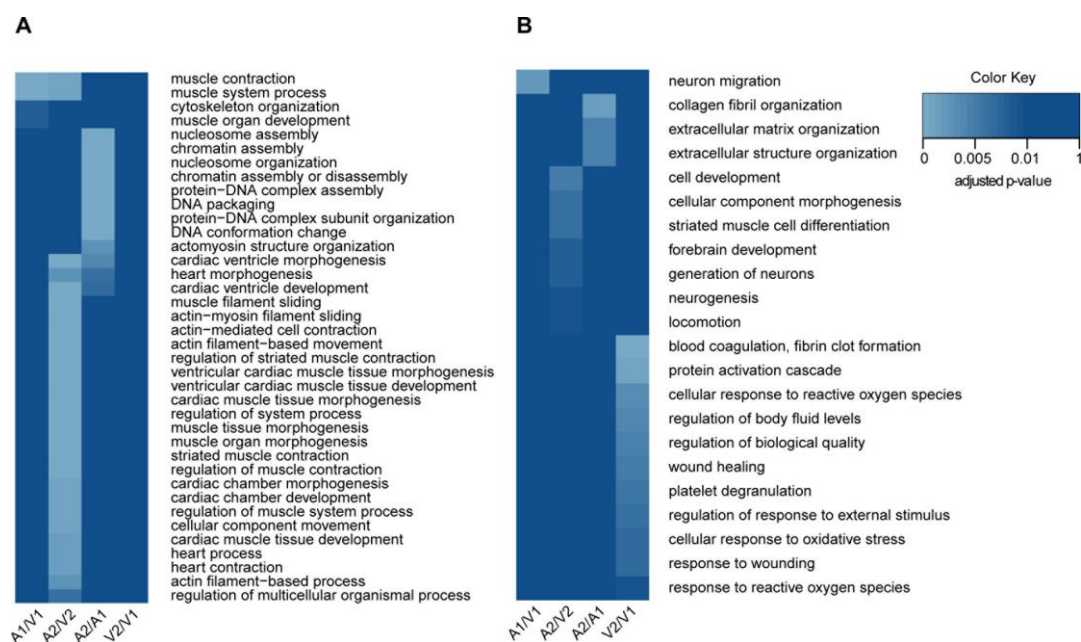 A
muscle contraction
muscle system process
cytoskeleton organization
muscle organ development
nucleosome assembly
chromatin assembly
nucleosome organization
chromatin assembly or disassembly
protein−DNA complex assembly
DNA packaging
protein−DNA complex subunit organization
DNA conformation change
actomyosin structure organization
cardiac ventricle morphogenesis
heart morphogenesis
cardiac ventricle development
muscle filament sliding
actin−myosin filament sliding
actin−mediated cell contraction
actin filament−based movement
regulation of striated muscle contraction
ventricular cardiac muscle tissue morphogenesis
ventricular cardiac muscle tissue development
cardiac muscle tissue morphogenesis
regulation of system process
muscle tissue morphogenesis
muscle organ morphogenesis
striated muscle contraction
regulation of muscle contraction
cardiac chamber morphogenesis
cardiac chamber development
regulation of muscle system process
cellular component movement
cardiac muscle tissue development
heart process
heart contraction
actin filament−based process
regulation of multicellular organismal process
A1/V1
A2/V2
A2/A1
V2/V1
B
neuron migration
collagen fibril organization
extracellular matrix organization
extracellular structure organization
cell development
cellular component morphogenesis
striated muscle cell differentiation
forebrain development
generation of neurons
neurogenesis
locomotion
blood coagulation, fibrin clot formation
protein activation cascade
cellular response to reactive oxygen species
regulation of body fluid levels
regulation of biological quality
wound healing
platelet degranulation
regulation of response to external stimulus
cellular response to oxidative stress
response to wounding
response to reactive oxygen species
A1/V1
A2/V2
A2/A1
V2/V1
Color Key
0 0.005 0.01 1
adjusted p-value